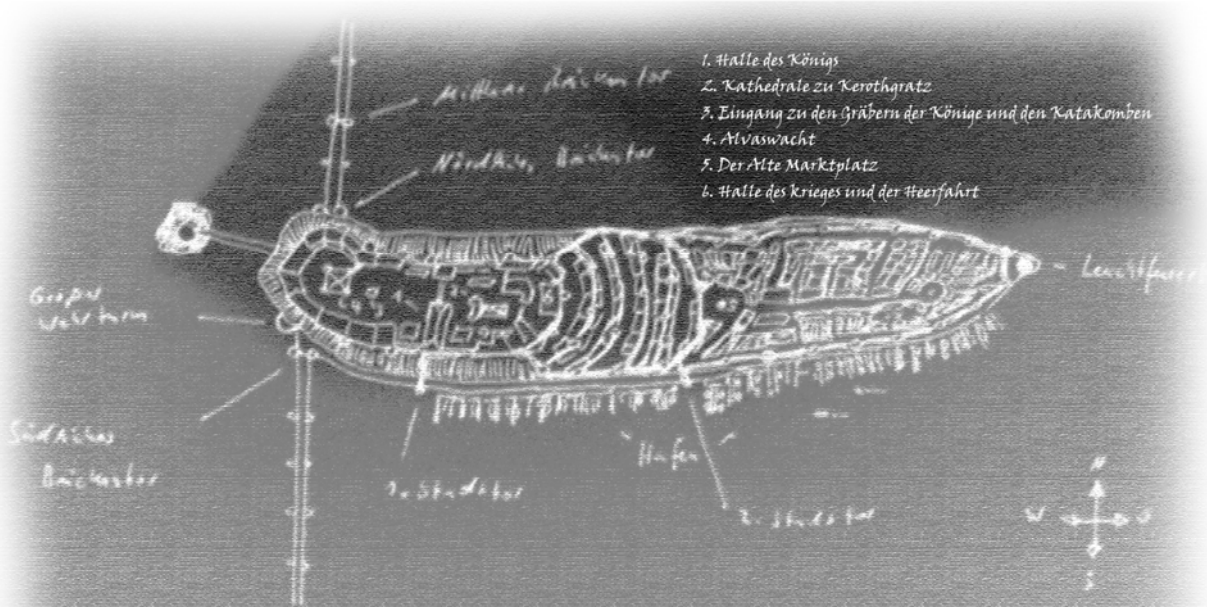 1. Halle des Königs
2. Kathedrale zu Kerothgratz
3. Eingang zu den Gräbern der Könige und den Katakomben
4. Alvaswacht
5. Der Alte Marktplatz
6. Halle des krieges und der Heerfahrt
Mittleres Brückentor
Nördliches Brückentor
Leuchtfeuer
Großer
Wehrturm
Südliches
Brückentor
Hafen
1. Stadttor
2. Stadttor
N
W O
S